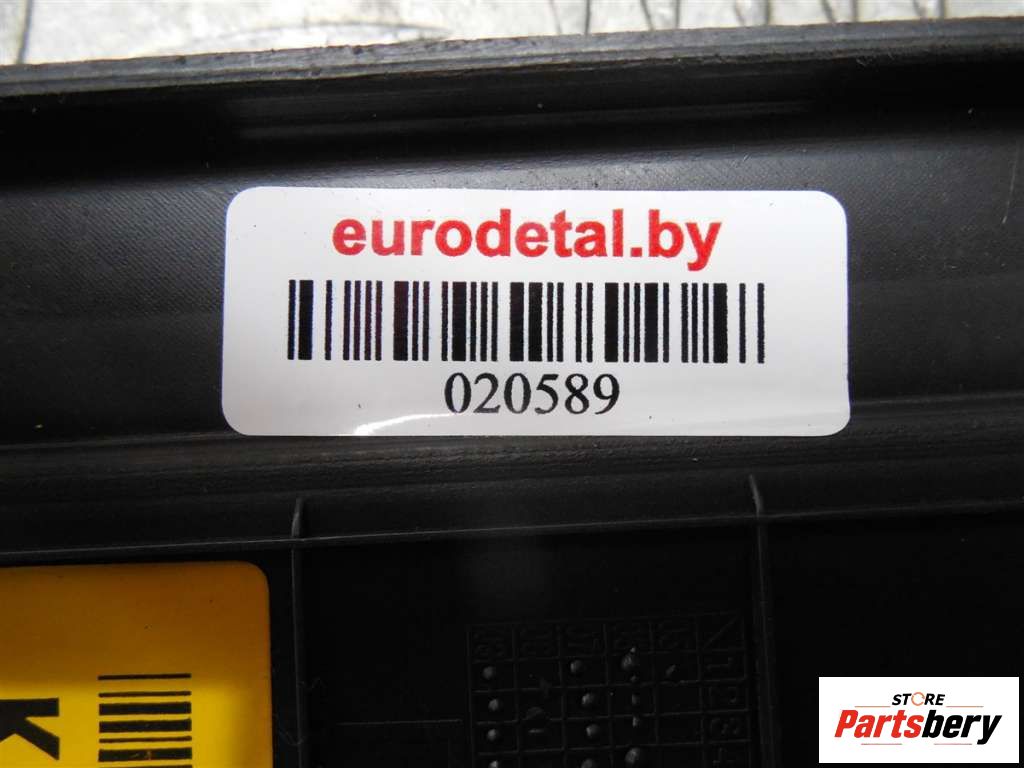 eurodetal.by
020589
K
STORE
Partsbery